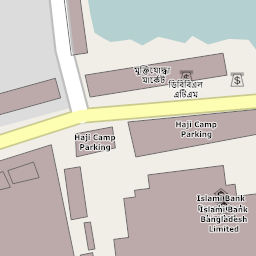 মুক্তিযোদ্ধা
মার্কেট
ডিবিবিএল
এটিএম
Haji Camp
Parking
Haji Camp
Parking
Islami Bank
Islami Bank
Bangladesh
Limited